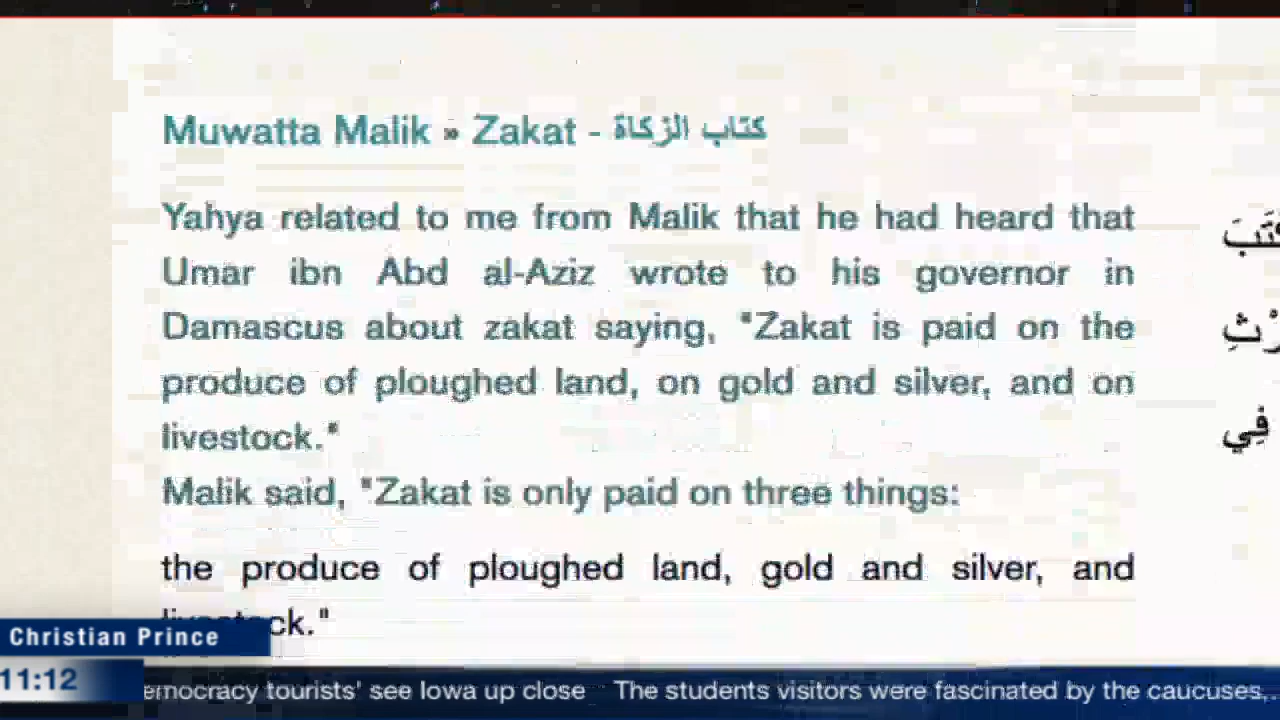 Muwatta Malik » Zakat - كتاب الزكاة
Yahya related to me from Malik that he had heard that
Umar ibn Abd al-Aziz wrote to his governor in
Damascus about zakat saying, "Zakat is paid on the
produce of ploughed land, on gold and silver, and on
livestock."
Malik said, "Zakat is only paid on three things:
the produce of ploughed land, gold and silver, and
livestock."
في
Christian Prince
11:12
emocracy tourists' see Iowa up close The students visitors were fascinated by the caucuses,..